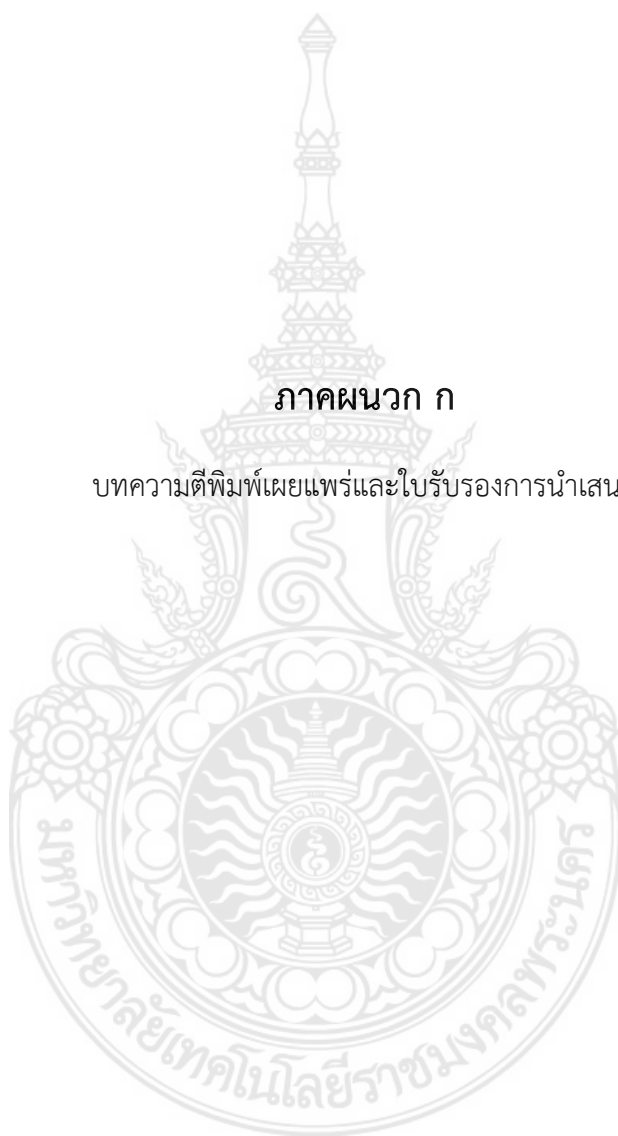 ภาคผนวก ก
บทความตีพิมพ์เผยแพร่และใบรับรองการนำเสน
มหาวิทยาลัยเทคโนโลยีราชมงคลพระนคร